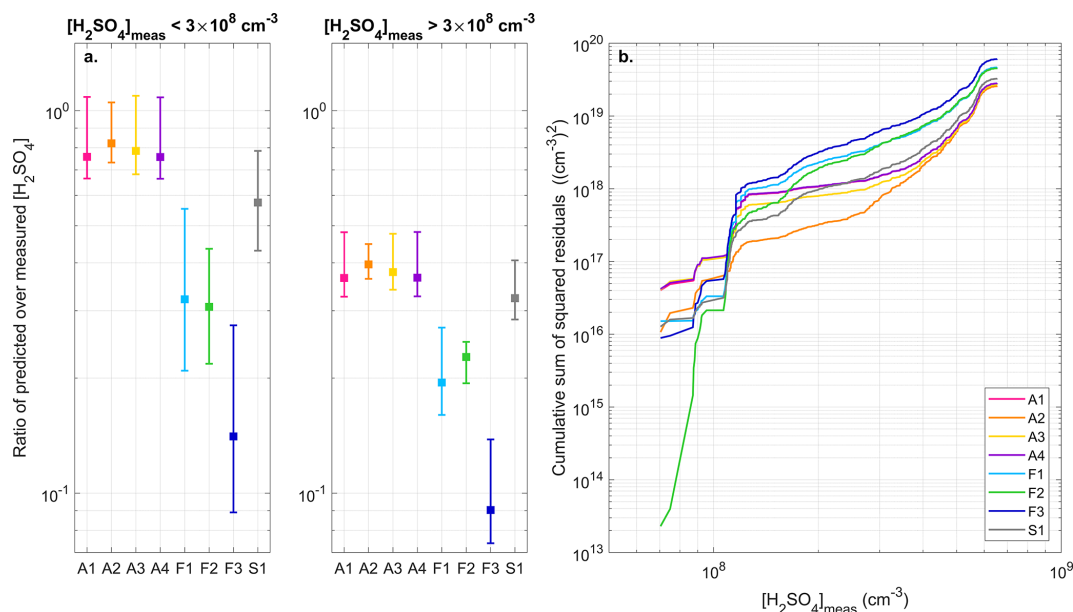 [H2SO4]meas < 3×10^8 cm-3
[H2SO4]meas > 3×10^8 cm-3
a.
Ratio of predicted over measured [H2SO4]
10^0
10^-1
A1 A2 A3 A4 F1 F2 F3 S1
10^0
10^-1
A1 A2 A3 A4 F1 F2 F3 S1
b.
Cumulative sum of squared residuals ((cm-3)^2)
10^20
10^19
10^18
10^17
10^16
10^15
10^14
10^13
10^8
10^9
[H2SO4]meas (cm-3)
A1
A2
A3
A4
F1
F2
F3
S1